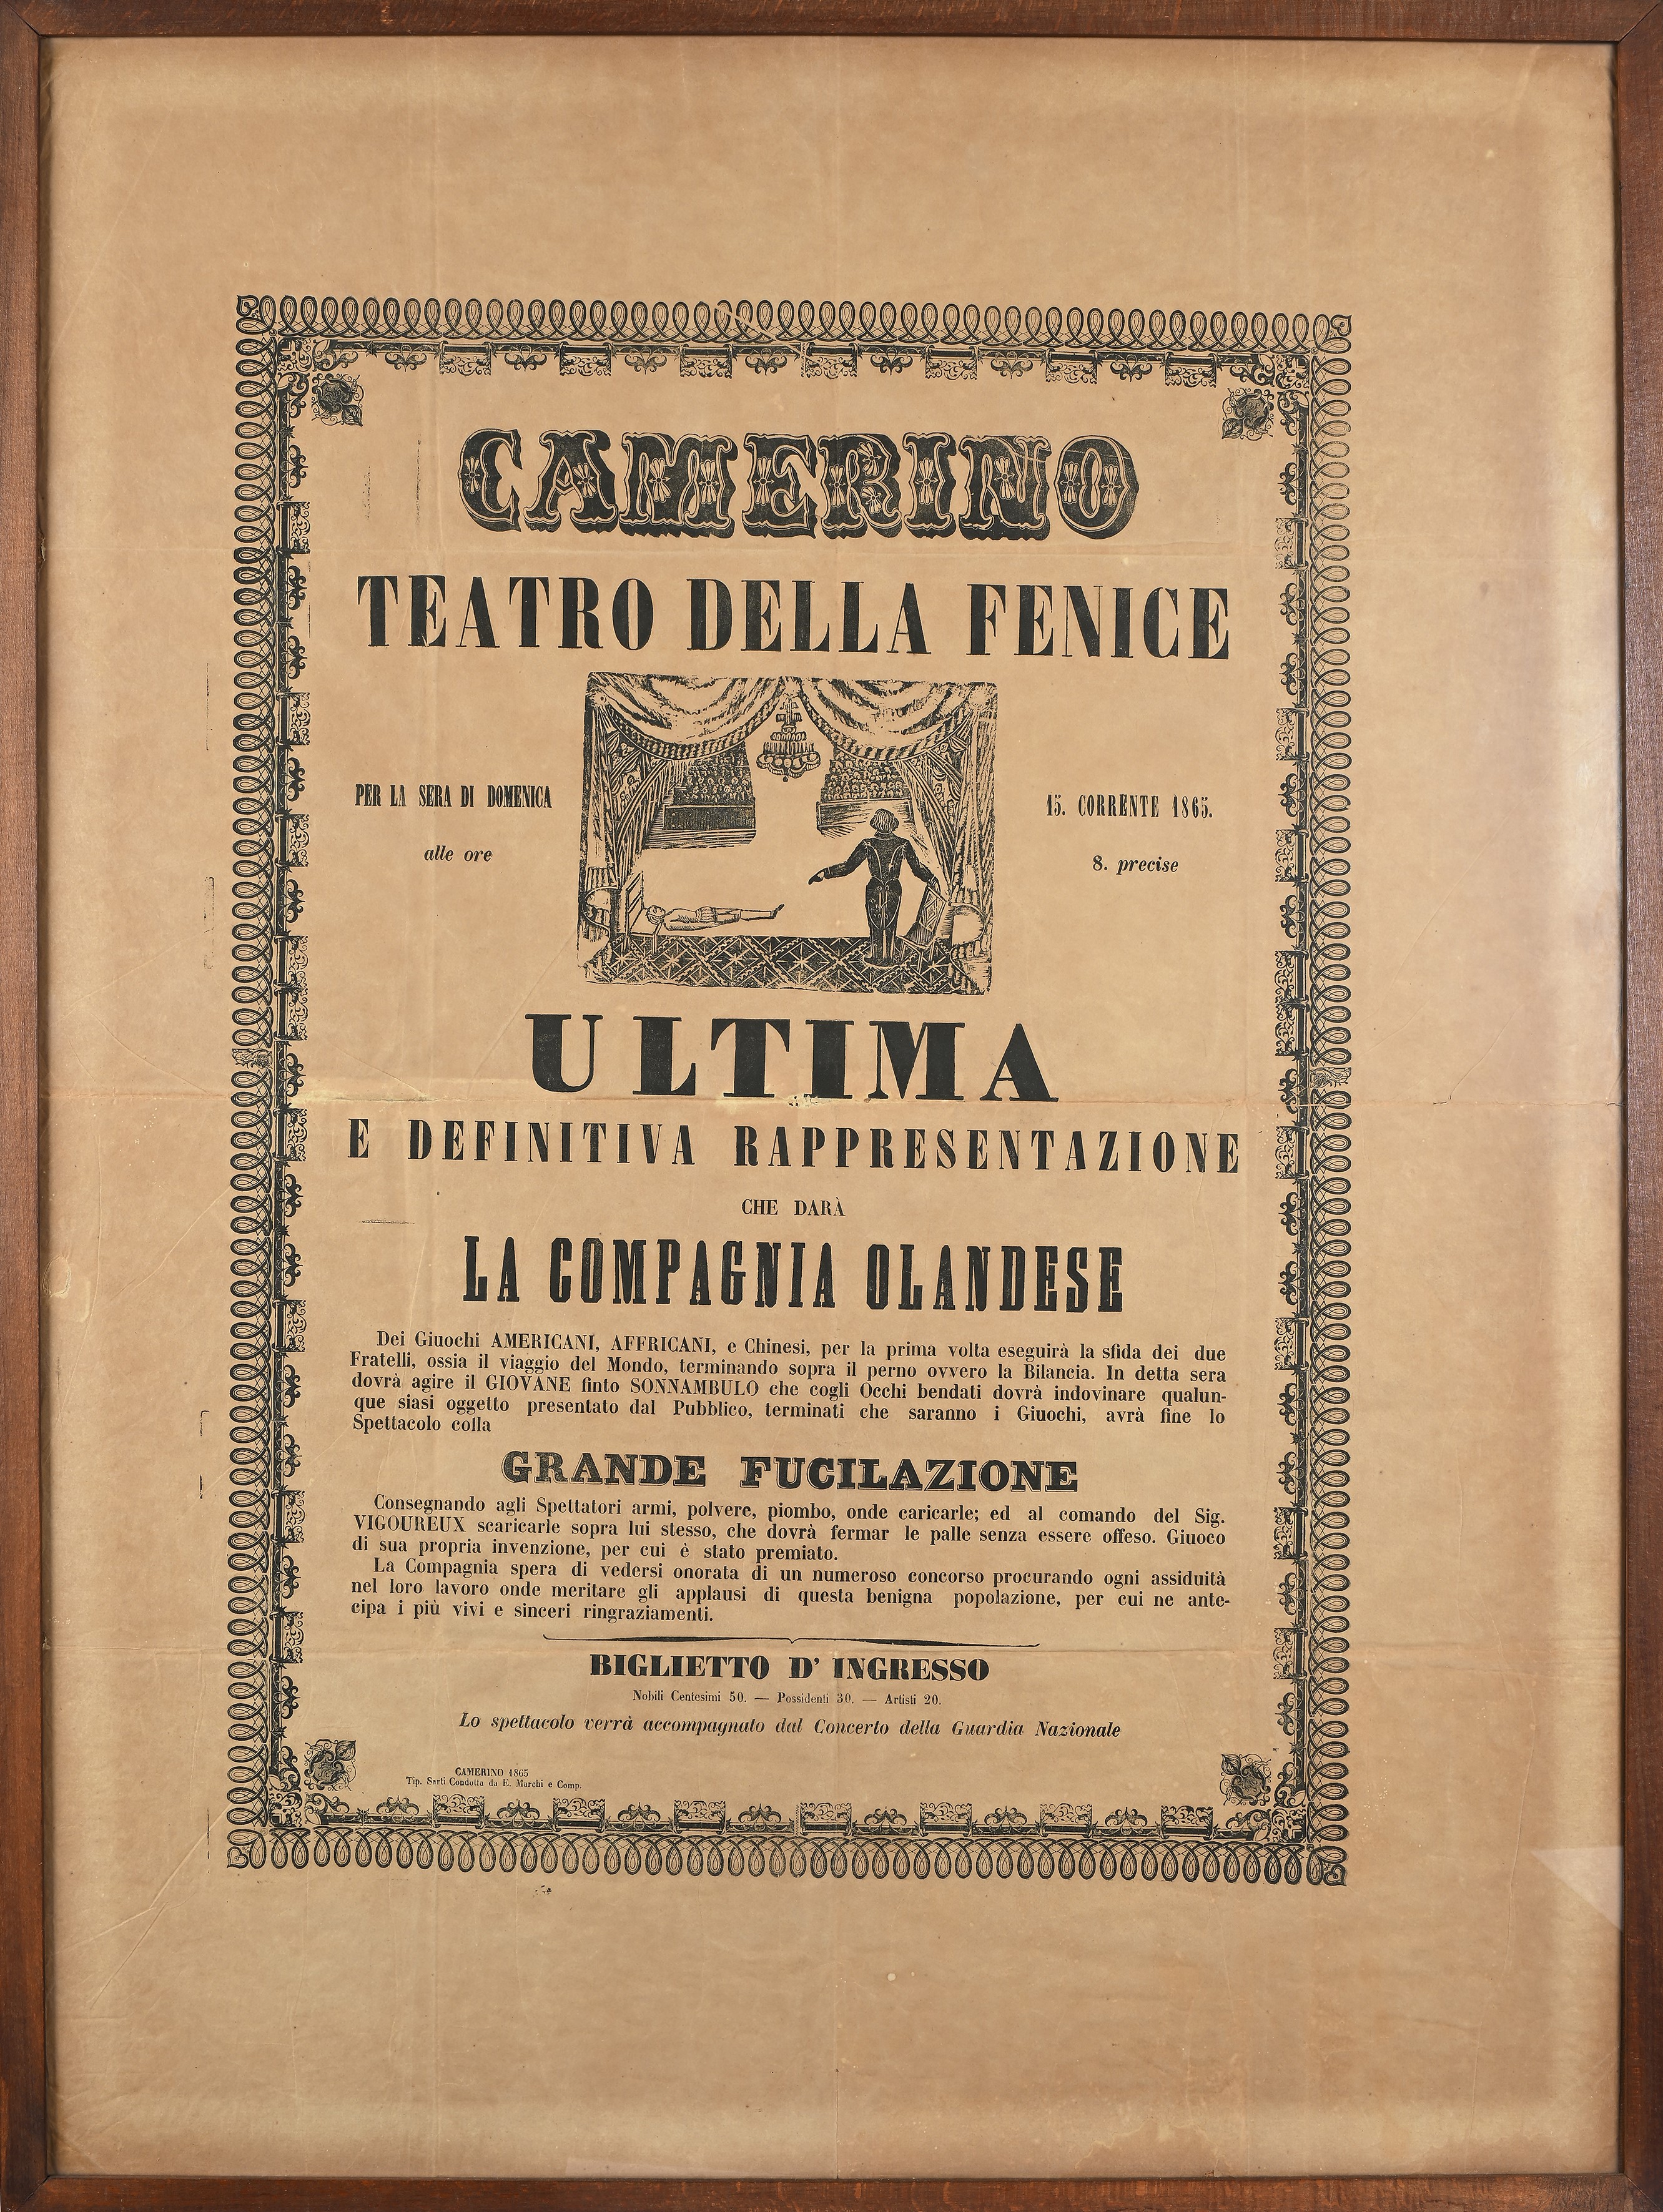 CAMERINO
TEATRO DELLA FENICE
PER LA SERA DI DOMENICA
15. CORRENTE 1865.
alle ore
8. precise
ULTIMA
E DEFINITIVA RAPPRESENTAZIONE
CHE DARÀ
LA COMPAGNIA OLANDESE
Dei Giuochi AMERICANI, AFFRICANI, e Chinesi, per la prima volta eseguirà la sfida dei due
Fratelli, ossia il viaggio del Mondo, terminando sopra il perno ovvero la Bilancia. In detta sera
dovrà agire il GIOVANE finto SONNAMBULO che cogli Occhi bendati dovrà indovinare qualun-
que siasi oggetto presentato dal Pubblico, terminati che saranno i Giuochi, avrà fine lo
Spettacolo colla
GRANDE FUCILAZIONE
Consegnando agli Spettatori armi, polvere, piombo, onde caricarle; ed al comando del Sig.
VIGOUREUX scaricarle sopra lui stesso, che dovrà fermar le palle senza essere offeso. Giuoco
di sua propria invenzione, per cui è stato premiato.
La Compagnia spera di vedersi onorata di un numeroso concorso procurando ogni assiduità
nel loro lavoro onde meritare gli applausi di questa benigna popolazione, per cui ne ante-
cipa i più vivi e sinceri ringraziamenti.
BIGLIETTO D' INGRESSO
Nobili Centesimi 50. — Possidenti 30. — Artisti 20.
Lo spettacolo verrà accompagnato dal Concerto della Guardia Nazionale
CAMERINO 1865
Tip. Sarti Condotta da E. Marchi e Comp.